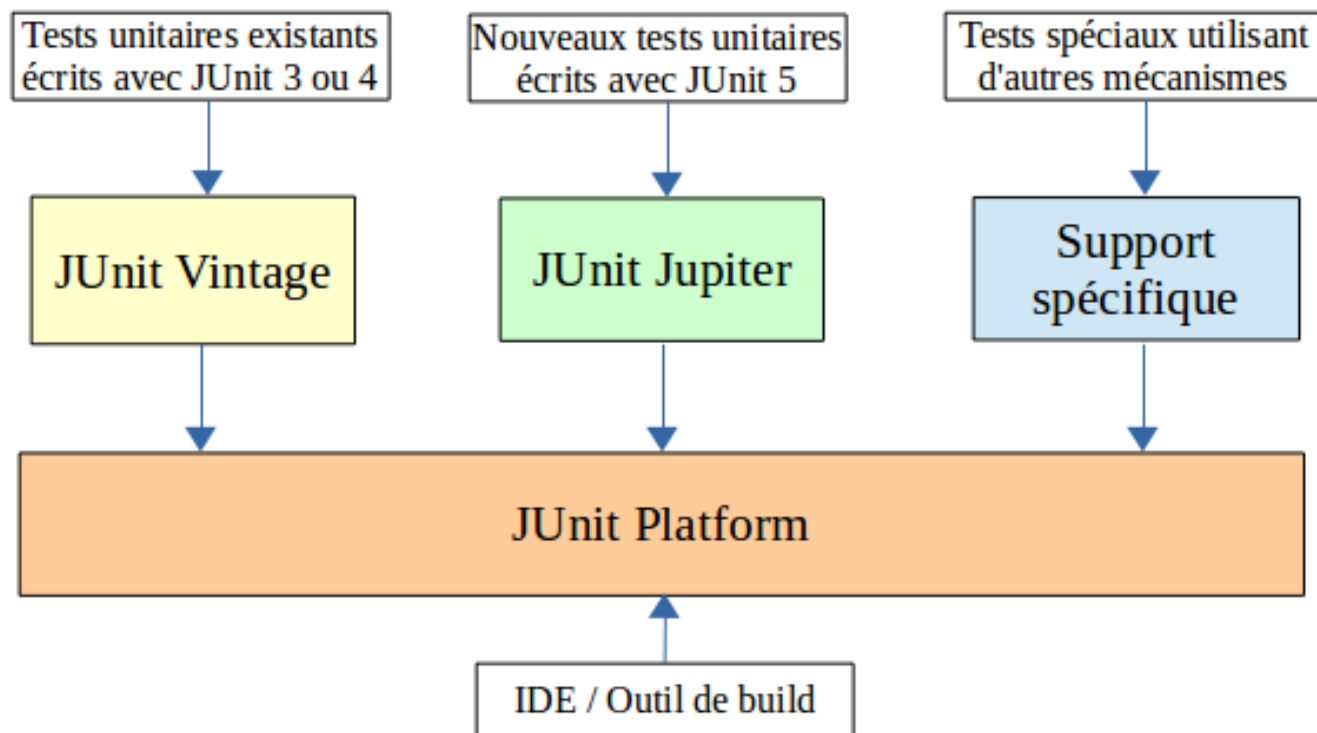 Tests unitaires existants
écrits avec JUnit 3 ou 4
Nouveaux tests unitaires
écrits avec JUnit 5
Tests spéciaux utilisant
d'autres mécanismes
JUnit Vintage
JUnit Jupiter
Support
spécifique
JUnit Platform
IDE / Outil de build